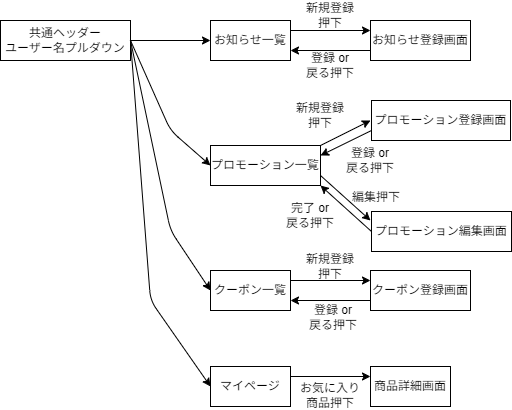 共通ヘッダー
ユーザー名プルダウン
新規登録
押下
お知らせ一覧
お知らせ登録画面
登録 or
戻る押下
新規登録
押下
プロモーション登録画面
登録 or
戻る押下
プロモーション一覧
編集押下
完了 or
戻る押下
プロモーション編集画面
新規登録
押下
クーポン一覧
クーポン登録画面
登録 or
戻る押下
マイページ
お気に入り
商品押下
商品詳細画面